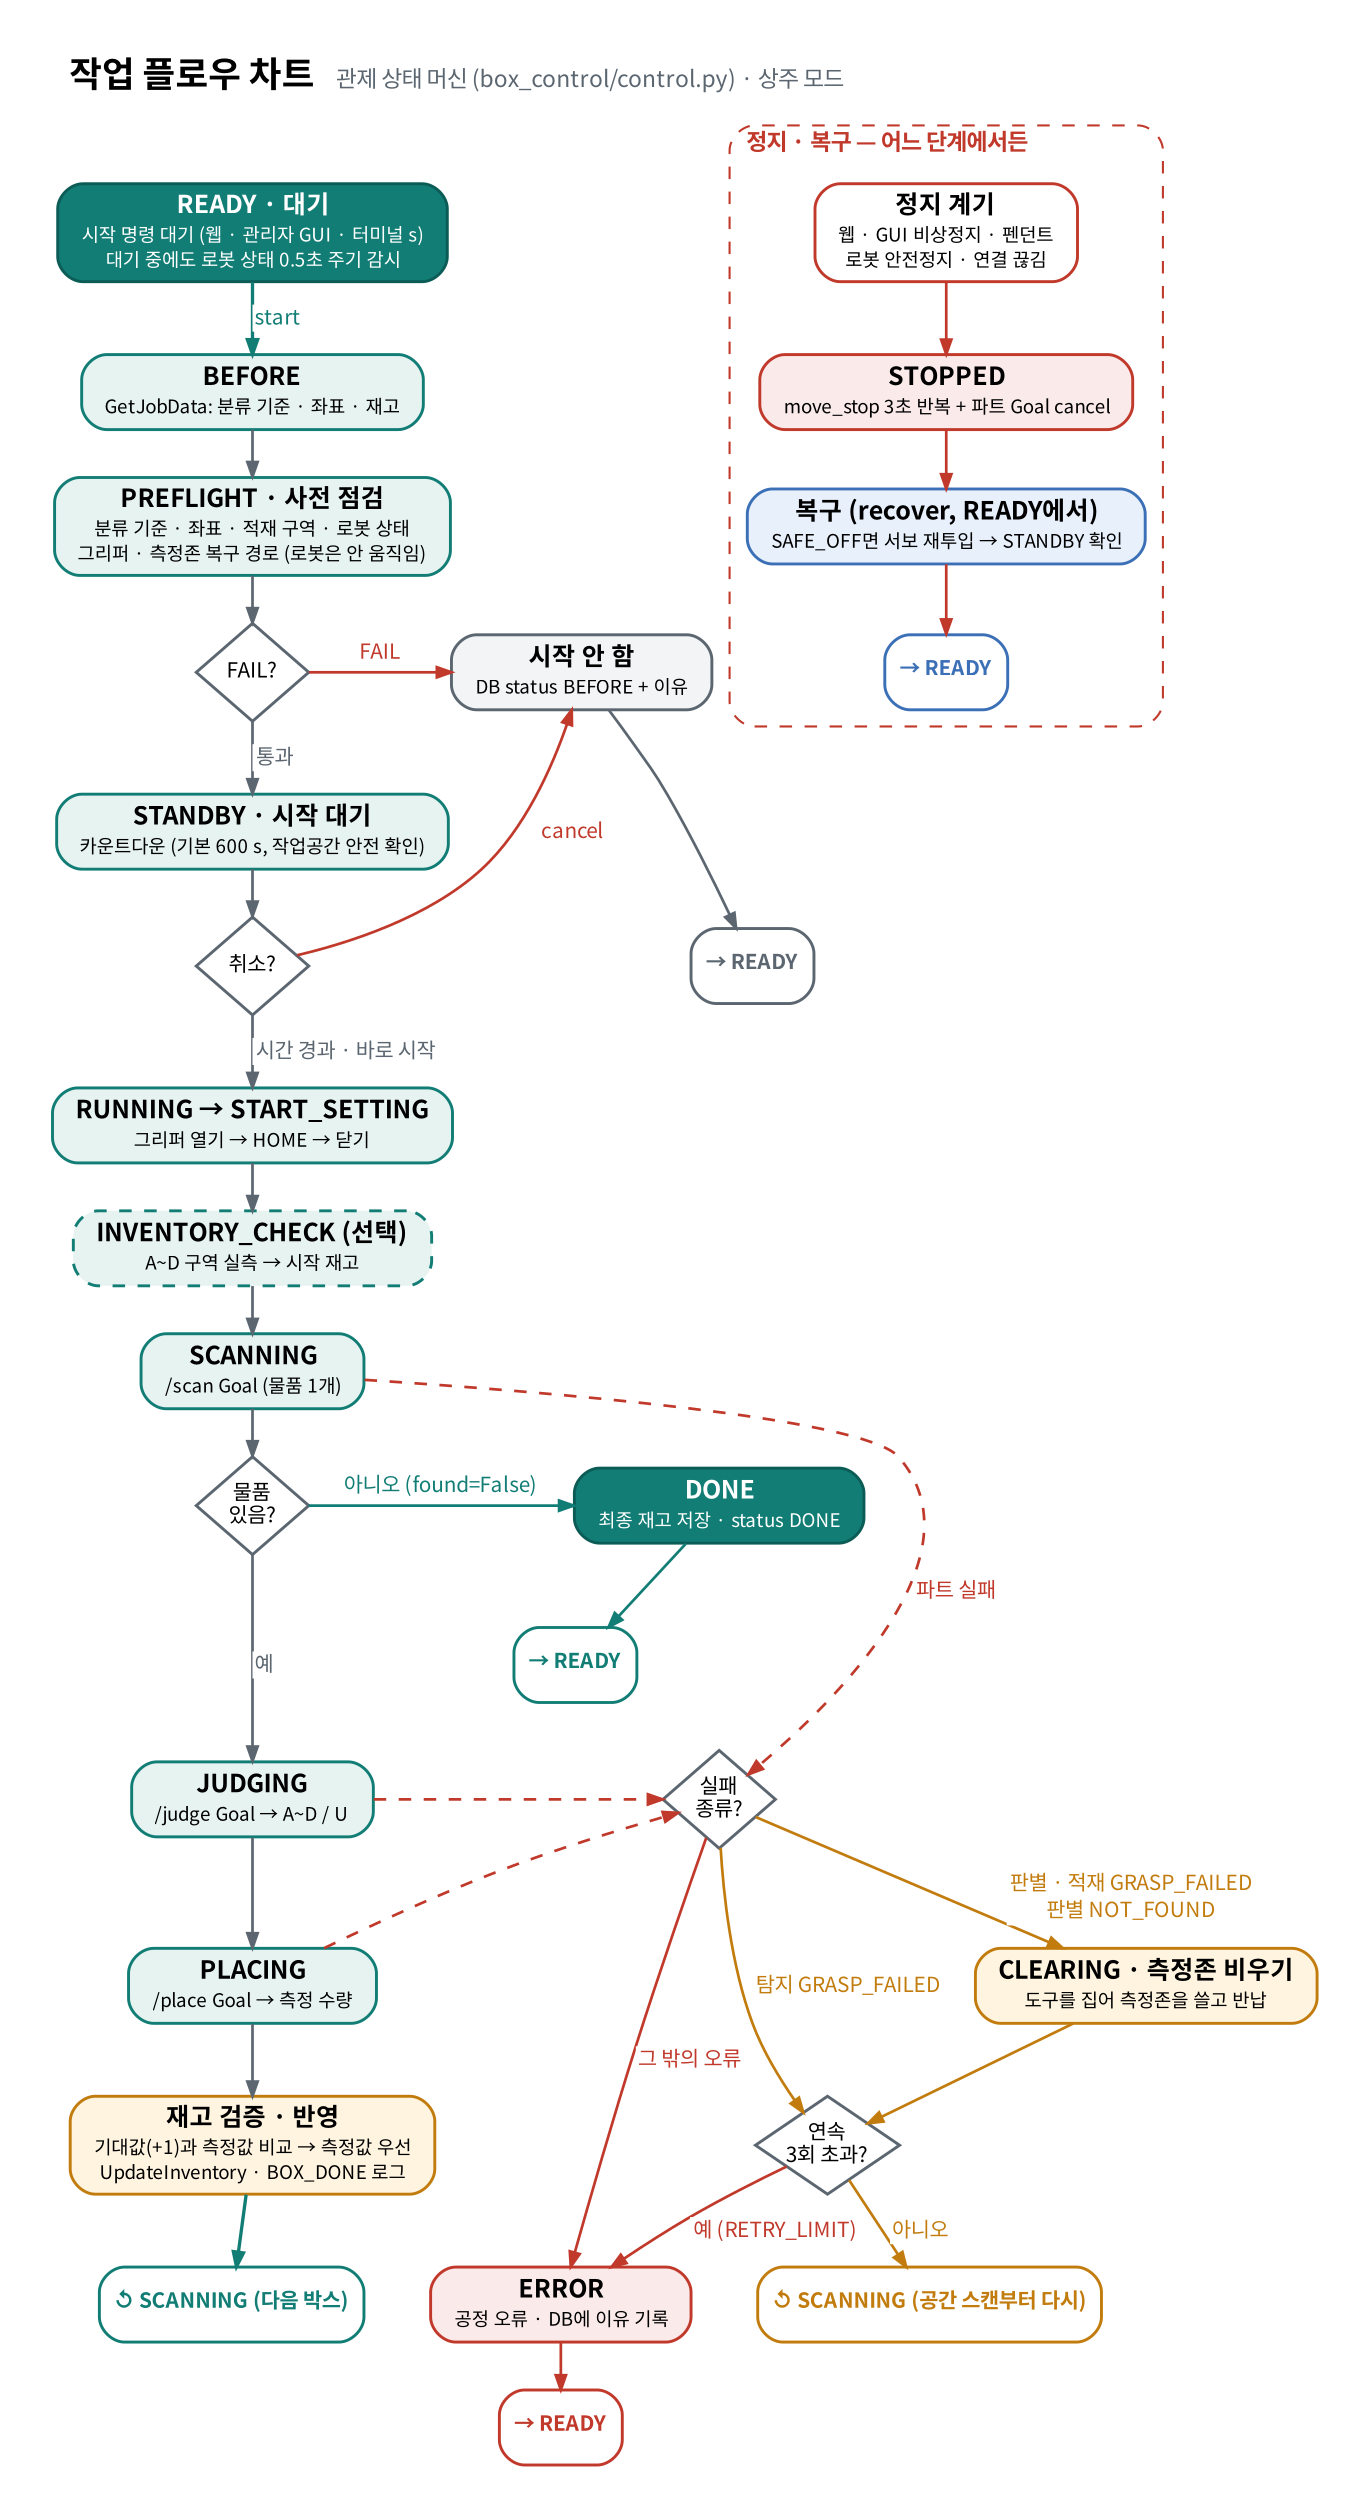 작업 플로우 차트 관제 상태 머신 (box_control/control.py) · 상주 모드
정지 · 복구 — 어느 단계에서든
READY · 대기
시작 명령 대기 (웹 · 관리자 GUI · 터미널 s)
대기 중에도 로봇 상태 0.5초 주기 감시
정지 계기
웹 · GUI 비상정지 · 펜던트
로봇 안전정지 · 연결 끊김
start
BEFORE
GetJobData: 분류 기준 · 좌표 · 재고
STOPPED
move_stop 3초 반복 + 파트 Goal cancel
PREFLIGHT · 사전 점검
분류 기준 · 좌표 · 적재 구역 · 로봇 상태
그리퍼 · 측정존 복구 경로 (로봇은 안 움직임)
복구 (recover, READY에서)
SAFE_OFF면 서보 재투입 → STANDBY 확인
FAIL?
FAIL
시작 안 함
DB status BEFORE + 이유
→ READY
통과
STANDBY · 시작 대기
카운트다운 (기본 600 s, 작업공간 안전 확인)
cancel
취소?
→ READY
시간 경과 · 바로 시작
RUNNING → START_SETTING
그리퍼 열기 → HOME → 닫기
INVENTORY_CHECK (선택)
A~D 구역 실측 → 시작 재고
SCANNING
/scan Goal (물품 1개)
물품
있음?
아니오 (found=False)
DONE
최종 재고 저장 · status DONE
파트 실패
예
→ READY
JUDGING
/judge Goal → A~D / U
실패
종류?
판별 · 적재 GRASP_FAILED
판별 NOT_FOUND
PLACING
/place Goal → 측정 수량
탐지 GRASP_FAILED
CLEARING · 측정존 비우기
도구를 집어 측정존을 쓸고 반납
그 밖의 오류
재고 검증 · 반영
기대값(+1)과 측정값 비교 → 측정값 우선
UpdateInventory · BOX_DONE 로그
연속
3회 초과?
예 (RETRY_LIMIT)
아니오
↺ SCANNING (다음 박스)
ERROR
공정 오류 · DB에 이유 기록
↺ SCANNING (공간 스캔부터 다시)
→ READY